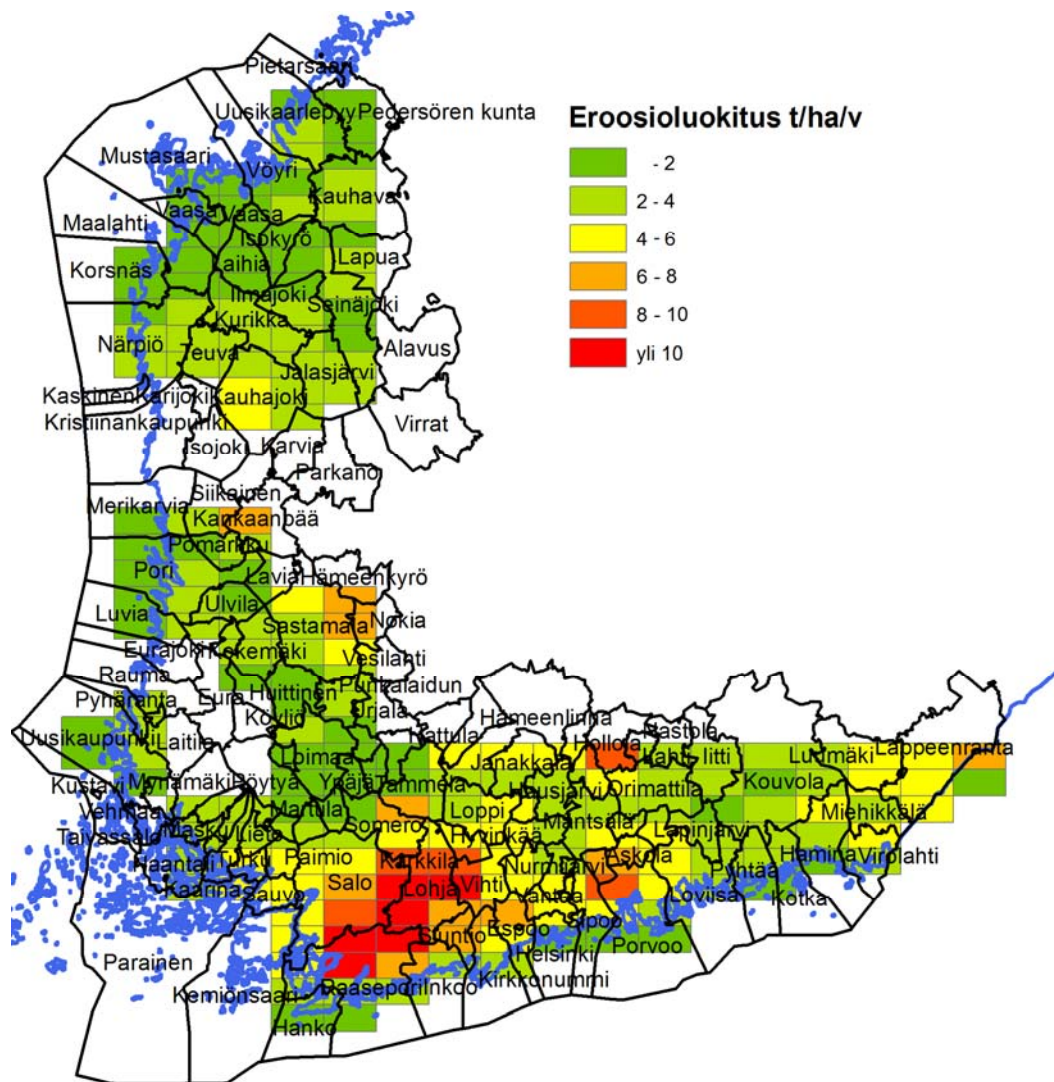 Pietarsaari
Uusikaarlepyy
Pedersören kunta
Eroosioluokitus t/ha/v
- 2
2 - 4
4 - 6
6 - 8
8 - 10
yli 10
Mustasaari
Vöyri
Kauhava
Vaasa
Vaasa
Maalahti
Isokyrö
Korsnäs
Laihia
Lapua
Ilmajoki
Seinäjoki
Kurikka
Närpiö
Teuva
Alavus
Jalasjärvi
Kaskinen
Karijoki
Kauhajoki
Kristiinankaupunki
Virrat
Isojoki
Karvia
Parkano
Siikainen
Merikarvia
Kankaanpää
Pomarkku
Pori
Lavia
Hämeenkyrö
Ulvila
Luvia
Nokia
Sastamala
Eurajoki
Kokemäki
Vesilahti
Rauma
Eura
Huittinen
Punkalaidun
Pyhäranta
Köyliö
Urjala
Hämeenlinna
Hattula
Uusikaupunki
Laitila
Nastola
Hollola
Loimaa
Janakkala
Lahti
Iitti
Luumäki
Lappeenranta
Kustavi
Mynämäki
Pöytyä
Ypäjä
Tammela
Hausjärvi
Orimattila
Kouvola
Vehmaa
Marttila
Loppi
Miehikkälä
Taivassalo
Masku
Lieto
Somero
Hyvinkää
Mäntsälä
Lapinjärvi
Naantali
Turku
Paimio
Karkkila
Nurmijärvi
Askola
Pyhtää
Hamina
Virolahti
Kaarina
Sauvo
Salo
Lohja
Vihti
Vantaa
Loviisa
Kotka
Siuntio
Espoo
Sipoo
Porvoo
Helsinki
Parainen
Kirkkonummi
Kemiönsaari
Raasepori
Inkoo
Hanko